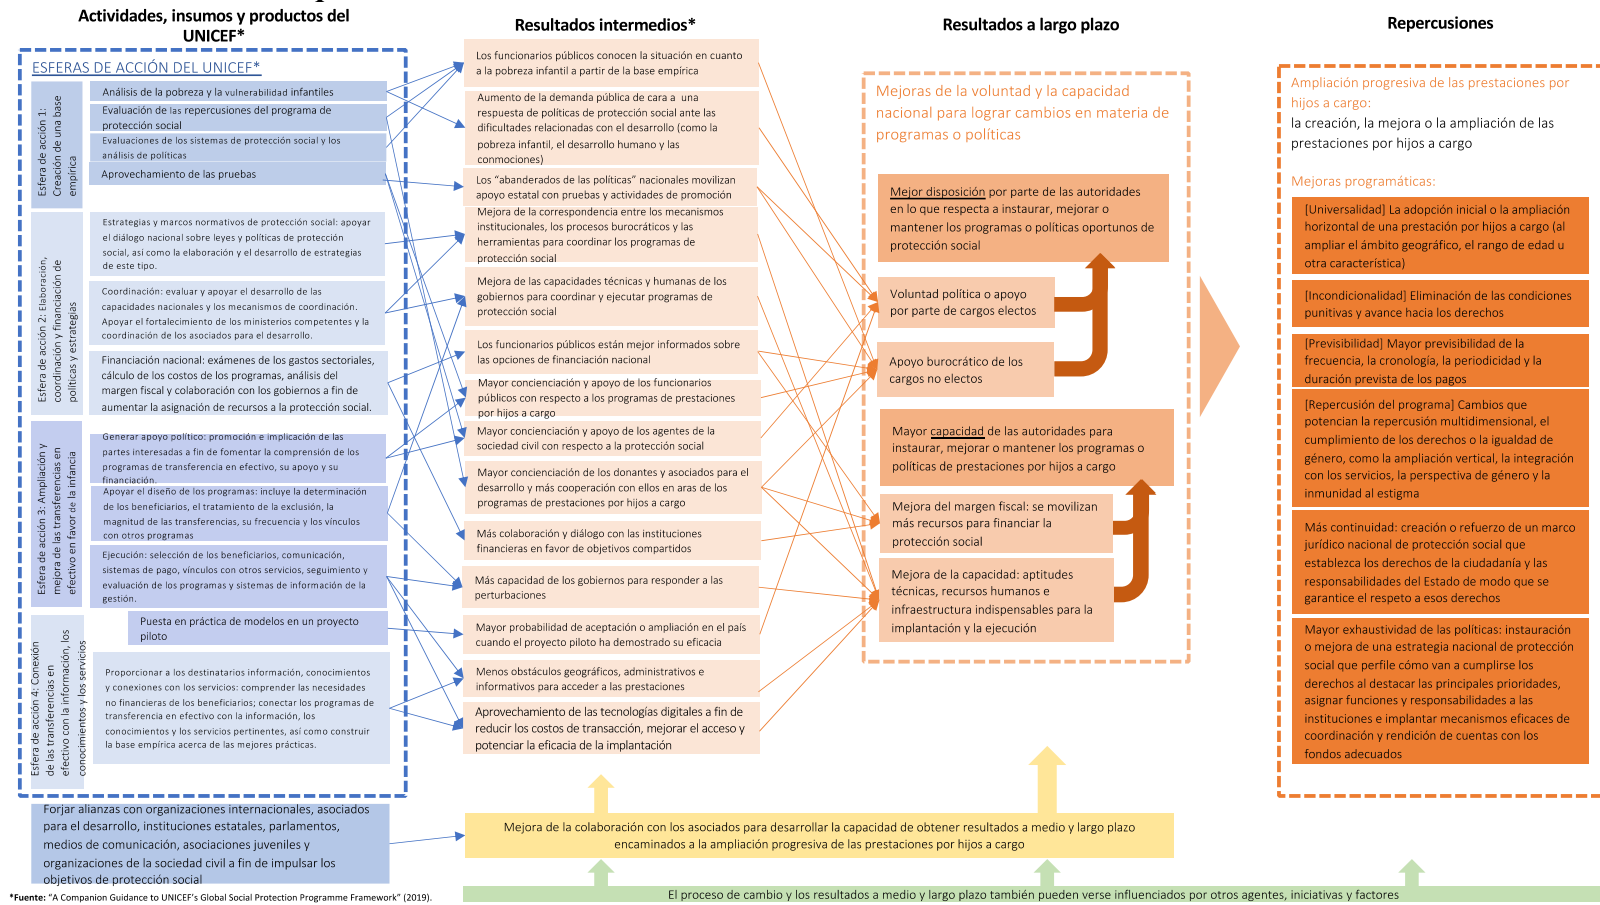 Actividades, insumos y productos del
UNICEF*
ESFERAS DE ACCIÓN DEL UNICEF*
Esfera de acción 1:
Creación de una base
empírica
Análisis de la pobreza y la vulnerabilidad infantiles
Evaluación de las repercusiones del programa de
protección social
Evaluaciones de los sistemas de protección social y los
análisis de políticas
Aprovechamiento de las pruebas
Esfera de acción 2: Elaboración,
coordinación y financiación de
políticas y estrategias
Estrategias y marcos normativos de protección social: apoyar
el diálogo nacional sobre leyes y políticas de protección
social, así como la elaboración y el desarrollo de estrategias
de este tipo.
Coordinación: evaluar y apoyar el desarrollo de las
capacidades nacionales y los mecanismos de coordinación.
Apoyar el fortalecimiento de los ministerios competentes y la
coordinación de los asociados para el desarrollo.
Financiación nacional: exámenes de los gastos sectoriales,
cálculo de los costos de los programas, análisis del
margen fiscal y colaboración con los gobiernos a fin de
aumentar la asignación de recursos a la protección social.
Esfera de acción 3: Ampliación y
mejora de las transferencias en
efectivo en favor de la infancia
Generar apoyo político: promoción e implicación de las
partes interesadas a fin de fomentar la comprensión de los
programas de transferencia en efectivo, su apoyo y su
financiación.
Apoyar el diseño de los programas: incluye la determinación
de los beneficiarios, el tratamiento de la exclusión, la
magnitud de las transferencias, su frecuencia y los vínculos
con otros programas
Ejecución: selección de los beneficiarios, comunicación,
sistemas de pago, vínculos con otros servicios, seguimiento y
evaluación de los programas y sistemas de información de la
gestión.
Puesta en práctica de modelos en un proyecto
piloto
Esfera de acción 4: Conexión
de las transferencias en
efectivo con la información, los
conocimientos y los servicios
Proporcionar a los destinatarios información, conocimientos
y conexiones con los servicios: comprender las necesidades
no financieras de los beneficiarios; conectar los programas de
transferencia en efectivo con la información, los
conocimientos y los servicios pertinentes, así como construir
la base empírica acerca de las mejores prácticas.
Forjar alianzas con organizaciones internacionales, asociados
para el desarrollo, instituciones estatales, parlamentos,
medios de comunicación, asociaciones juveniles y
organizaciones de la sociedad civil a fin de impulsar los
objetivos de protección social
*Fuente: "A Companion Guidance to UNICEF's Global Social Protection Programme Framework" (2019).
Resultados intermedios*
Los funcionarios públicos conocen la situación en cuanto
a la pobreza infantil a partir de la base empírica
Aumento de la demanda pública de cara a una
respuesta de políticas de protección social ante las
dificultades relacionadas con el desarrollo (como la
pobreza infantil, el desarrollo humano y las
conmociones)
Los "abanderados de las políticas" nacionales movilizan
apoyo estatal con pruebas y actividades de promoción
Mejora de la correspondencia entre los mecanismos
institucionales, los procesos burocráticos y las
herramientas para coordinar los programas de
protección social
Mejora de la capacidades técnicas y humanas de los
gobiernos para coordinar y ejecutar programas de
protección social
Los funcionarios públicos están mejor informados sobre
las opciones de financiación nacional
Mayor concienciación y apoyo de los funcionarios
públicos con respecto a los programas de prestaciones
por hijos a cargo
Mayor concienciación y apoyo de los agentes de la
sociedad civil con respecto a la protección social
Mayor concienciación de los donantes y asociados para el
desarrollo y más cooperación con ellos en aras de los
programas de prestaciones por hijos a cargo
Más colaboración y diálogo con las instituciones
financieras en favor de objetivos compartidos
Más capacidad de los gobiernos para responder a las
perturbaciones
Mayor probabilidad de aceptación o ampliación en el país
cuando el proyecto piloto ha demostrado su eficacia
Menos obstáculos geográficos, administrativos e
informativos para acceder a las prestaciones
Aprovechamiento de las tecnologías digitales a fin de
reducir los costos de transacción, mejorar el acceso y
potenciar la eficacia de la implantación
Mejora de la colaboración con los asociados para desarrollar la capacidad de obtener resultados a medio y largo plazo
encaminados a la ampliación progresiva de las prestaciones por hijos a cargo
El proceso de cambio y los resultados a medio y largo plazo también pueden verse influenciados por otros agentes, iniciativas y factores
Resultados a largo plazo
Mejoras de la voluntad y la capacidad
nacional para lograr cambios en materia de
programas o políticas
Mejor disposición por parte de las autoridades
en lo que respecta a instaurar, mejorar o
mantener los programas o políticas oportunos de
protección social
Voluntad política o apoyo
por parte de cargos electos
Apoyo burocrático de los
cargos no electos
Mayor capacidad de las autoridades para
instaurar, mejorar o mantener los programas o
políticas de prestaciones por hijos a cargo
Mejora del margen fiscal: se movilizan
más recursos para financiar la
protección social
Mejora de la capacidad: aptitudes
técnicas, recursos humanos e
infraestructura indispensables para la
implantación y la ejecución
Repercusiones
Ampliación progresiva de las prestaciones por
hijos a cargo:
la creación, la mejora o la ampliación de las
prestaciones por hijos a cargo
Mejoras programáticas:
[Universalidad] La adopción inicial o la ampliación
horizontal de una prestación por hijos a cargo (al
ampliar el ámbito geográfico, el rango de edad u
otra característica)
[Incondicionalidad] Eliminación de las condiciones
punitivas y avance hacia los derechos
[Previsibilidad] Mayor previsibilidad de la
frecuencia, la cronología, la periodicidad y la
duración prevista de los pagos
[Repercusión del programa] Cambios que
potencian la repercusión multidimensional, el
cumplimiento de los derechos o la igualdad de
género, como la ampliación vertical, la integración
con los servicios, la perspectiva de género y la
inmunidad al estigma
Más continuidad: creación o refuerzo de un marco
jurídico nacional de protección social que
establezca los derechos de la ciudadanía y las
responsabilidades del Estado de modo que se
garantice el respeto a esos derechos
Mayor exhaustividad de las políticas: instauración
o mejora de una estrategia nacional de protección
social que perfile cómo van a cumplirse los
derechos al destacar las principales prioridades,
asignar funciones y responsabilidades a las
instituciones e implantar mecanismos eficaces de
coordinación y rendición de cuentas con los
fondos adecuados